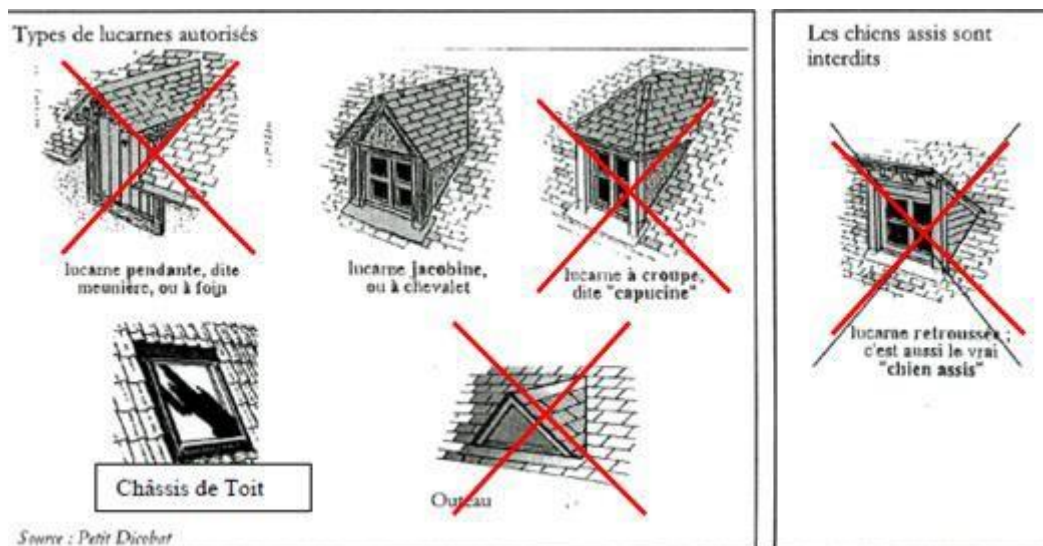 Types de lucarnes autorisés
lucarne pendante, dite
meunière, ou à foin
lucarne jacobine,
ou à chevalet
lucarne à croupe,
dite "capucine"
Châssis de Toit
Outeau
Source : Petit Dicobat
Les chiens assis sont
interdits
lucarne retroussée ;
c'est aussi le vrai
"chien assis"